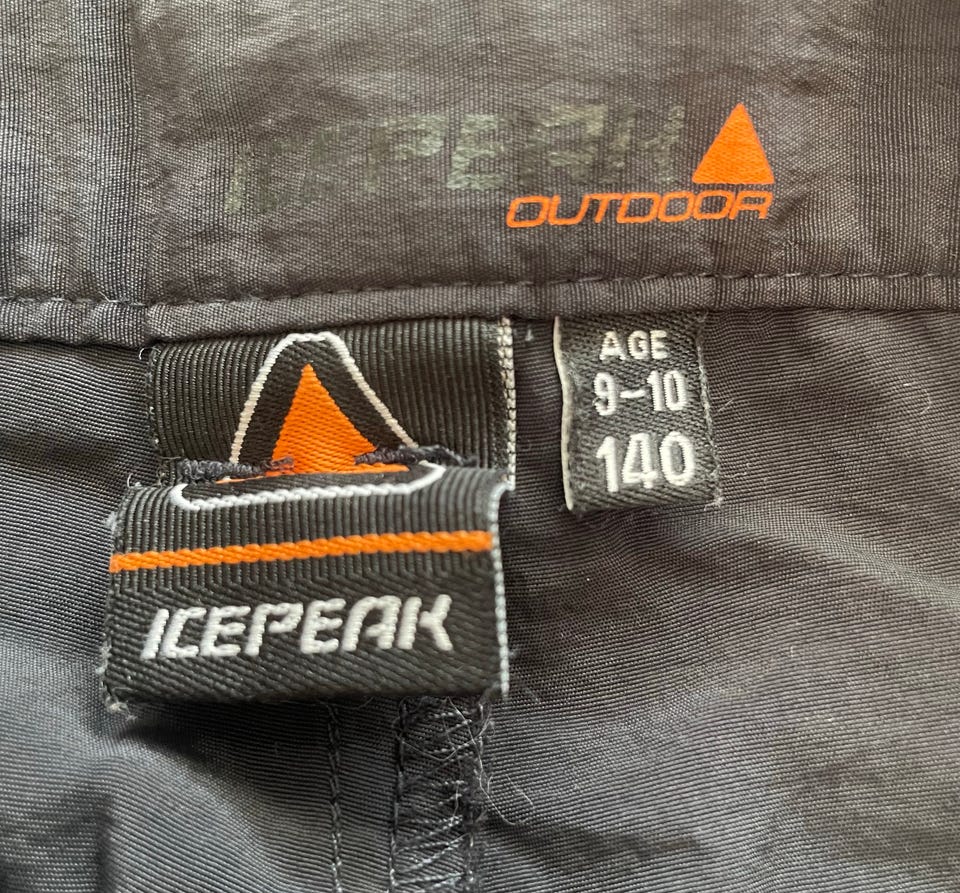 ICEPEAK
OUTDOOR
AGE
9-10
140
ICEPEAK